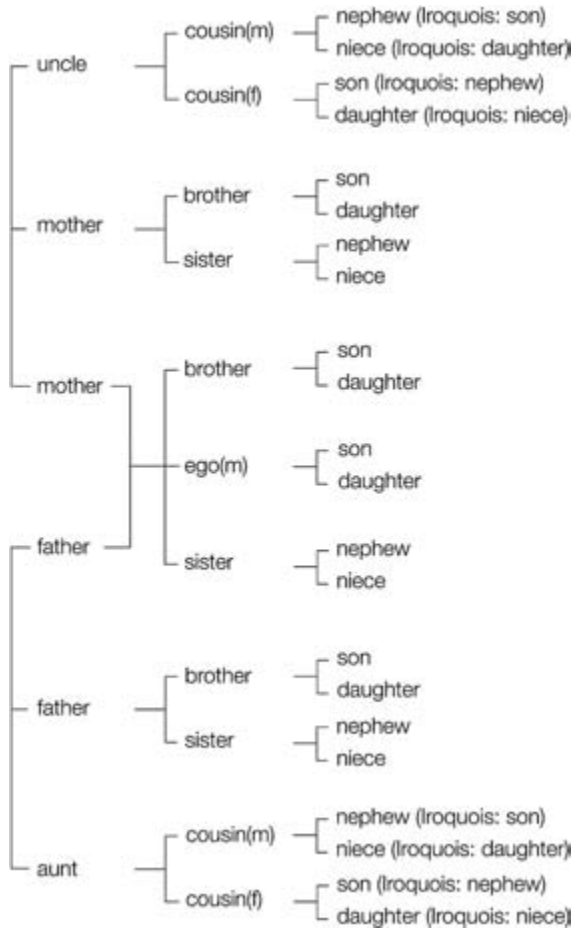 nephew (Iroquois: son)
cousin(m)
niece (Iroquois: daughter)
uncle
son (Iroquois: nephew)
cousin(f)
daughter (Iroquois: niece)
son
brother
daughter
mother
nephew
sister
niece
son
brother
daughter
mother
son
ego(m)
daughter
father
nephew
sister
niece
son
brother
daughter
father
nephew
sister
niece
nephew (Iroquois: son)
cousin(m)
niece (Iroquois: daughter)
aunt
son (Iroquois: nephew)
cousin(f)
daughter (Iroquois: niece)